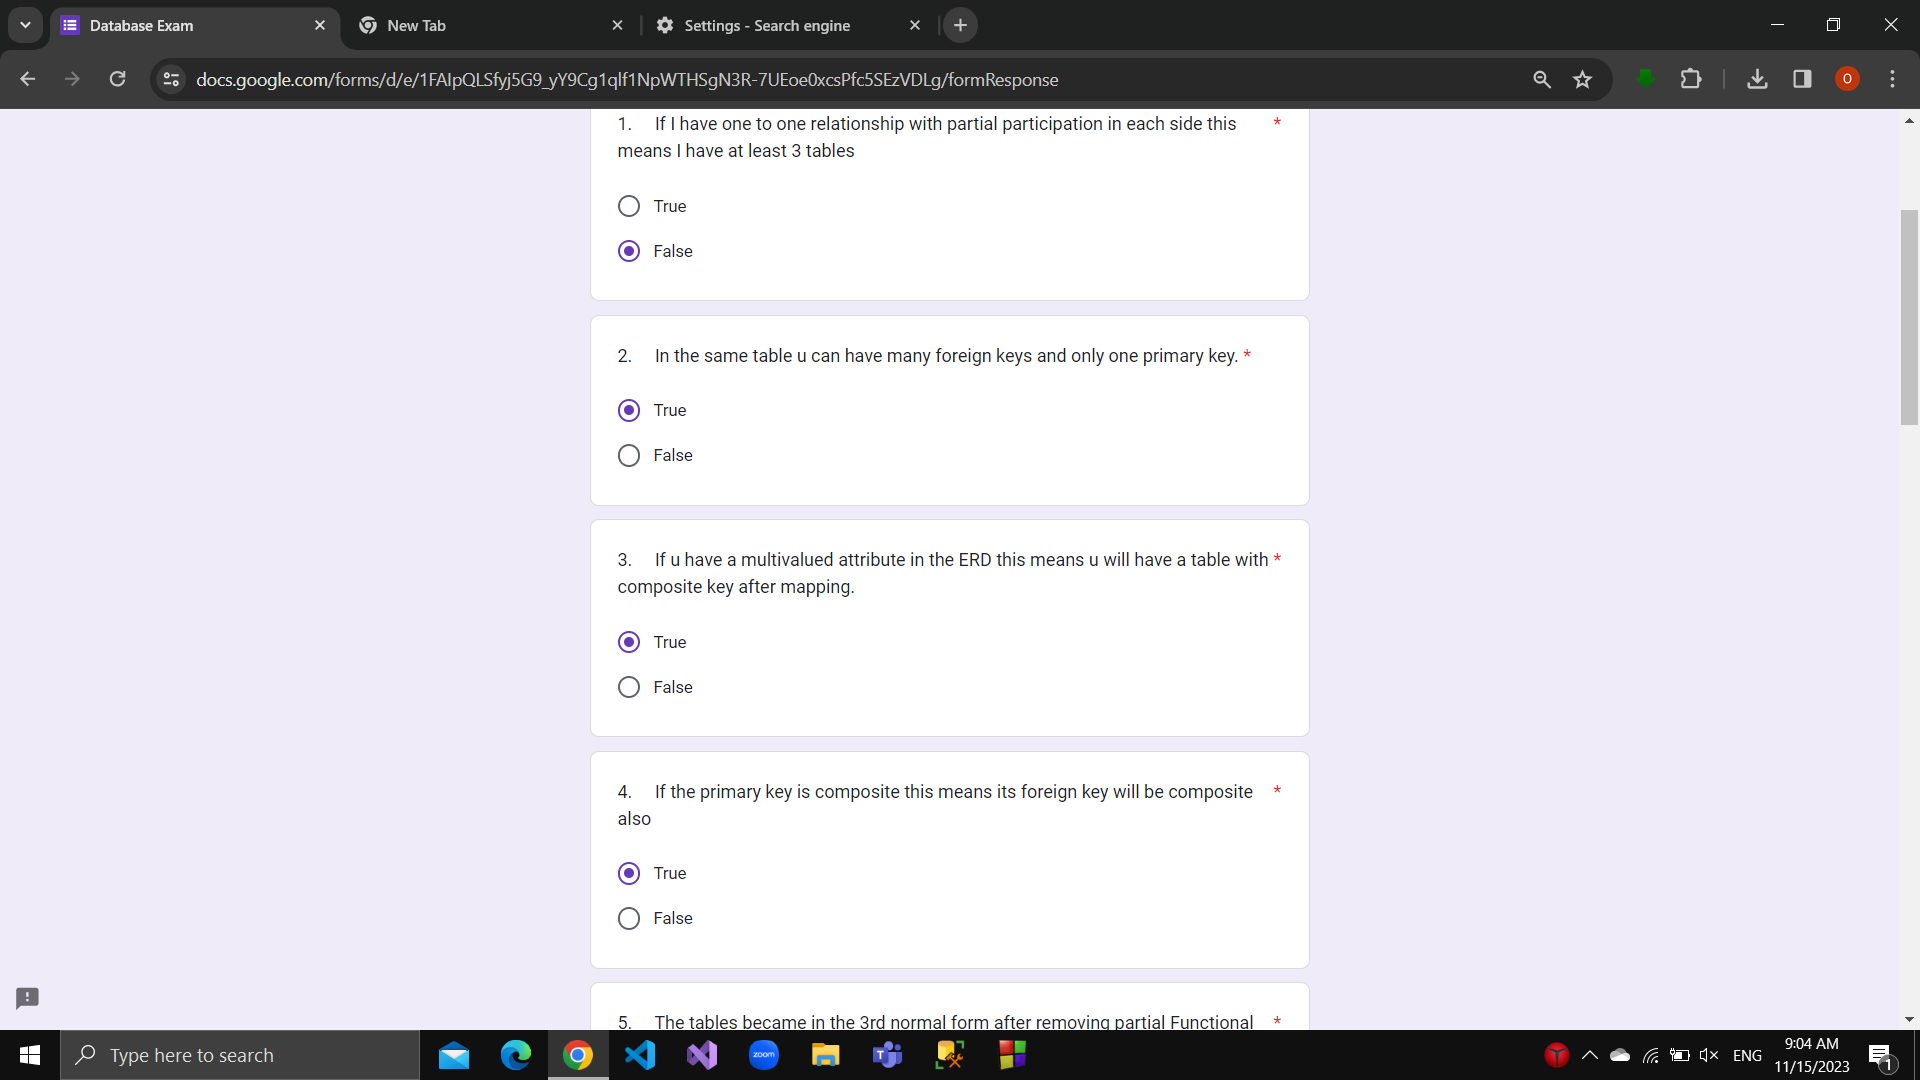 Database Exam
New Tab
Settings - Search engine
docs.google.com/forms/d/e/1FAIpQLSfyj5G9_yY9Cg1qlf1NpWTHSgN3R-7UEoe0xcsPfc5SEzVDLg/formResponse
O
1. If I have one to one relationship with partial participation in each side this *
means I have at least 3 tables
True
False
2. In the same table u can have many foreign keys and only one primary key. *
True
False
3. If u have a multivalued attribute in the ERD this means u will have a table with *
composite key after mapping.
True
False
4. If the primary key is composite this means its foreign key will be composite *
also
True
False
5. The tables became in the 3rd normal form after removing partial Functional *
Type here to search
zoom
ENG
9:04 AM
11/15/2023
1